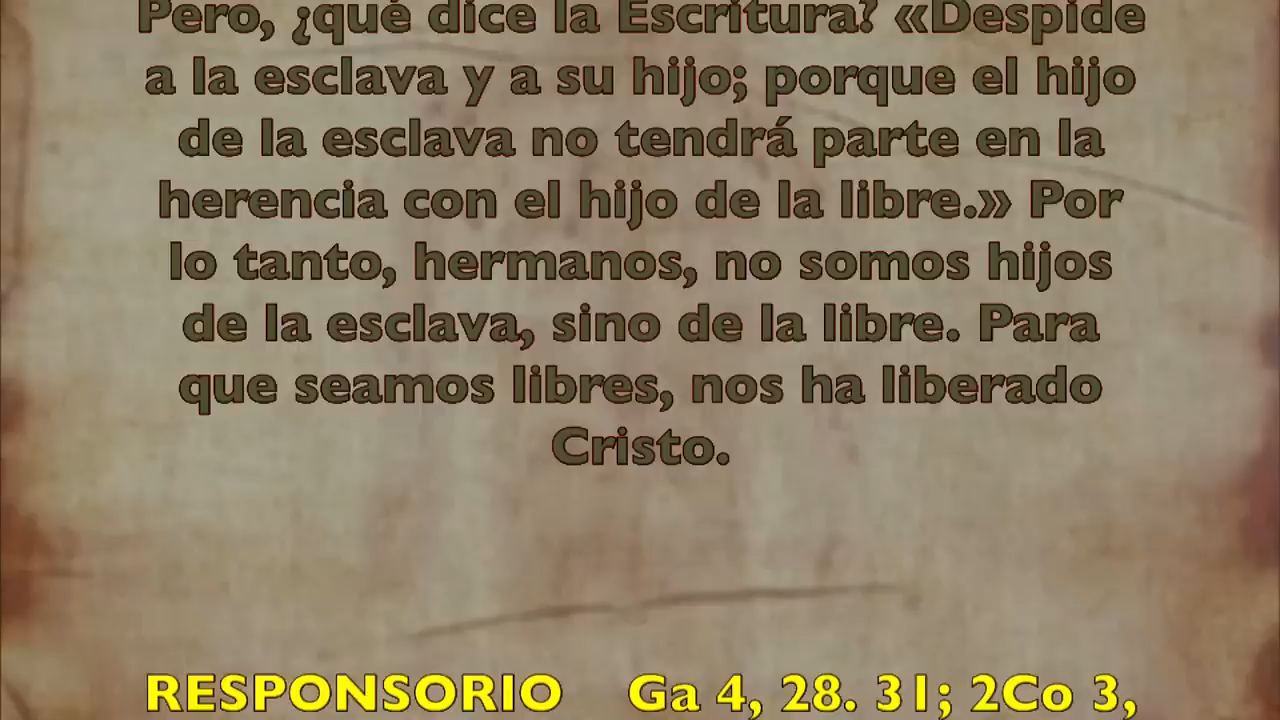 Pero, ¿qué dice la Escritura? «Despide
a la esclava y a su hijo; porque el hijo
de la esclava no tendrá parte en la
herencia con el hijo de la libre.» Por
lo tanto, hermanos, no somos hijos
de la esclava, sino de la libre. Para
que seamos libres, nos ha liberado
Cristo.
RESPONSORIO Ga 4, 28. 31; 2Co 3,